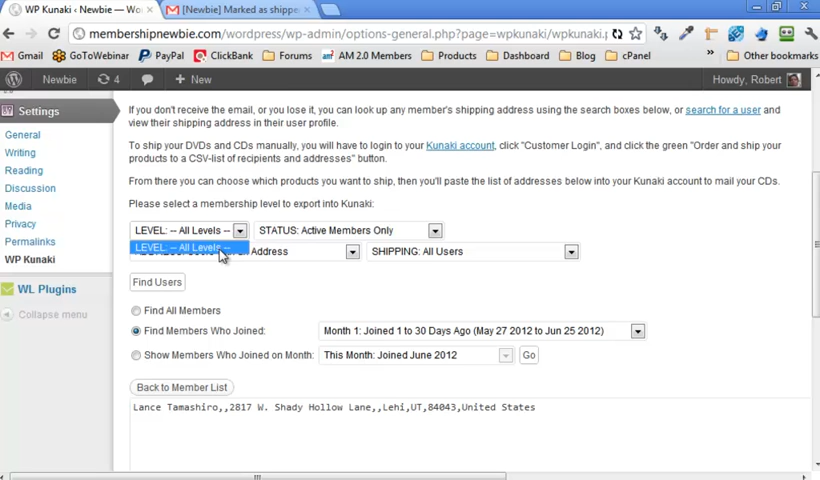 WP Kunaki ‹ Newbie — Wo
[Newbie] Marked as shippe
membershipnewbie.com/wordpress/wp-admin/options-general.php?page=wpkunaki/wpkunaki.
Gmail GoToWebinar PayPal ClickBank Forums AM 2.0 Members Products Dashboard Blog cPanel » Other bookmarks
Newbie 4 + New Howdy, Robert
Settings
General
Writing
Reading
Discussion
Media
Privacy
Permalinks
WP Kunaki
WL Plugins
Collapse menu
If you don't receive the email, or you lose it, you can look up any member's shipping address using the search boxes below, or search for a user and
view their shipping address in their user profile.
To ship your DVDs and CDs manually, you will have to login to your Kunaki account, click "Customer Login", and click the green "Order and ship your
products to a CSV-list of recipients and addresses" button.
From there you can choose which products you want to ship, then you'll paste the list of addresses below into your Kunaki account to mail your CDs.
Please select a membership level to export into Kunaki:
LEVEL: -- All Levels -- STATUS: Active Members Only
LEVEL: -- All Levels --
Address SHIPPING: All Users
Find Users
Find All Members
Find Members Who Joined: Month 1: Joined 1 to 30 Days Ago (May 27 2012 to Jun 25 2012)
Show Members Who Joined on Month: This Month: Joined June 2012 Go
Back to Member List
Lance Tamashiro,,2817 W. Shady Hollow Lane,,Lehi,UT,84043,United States